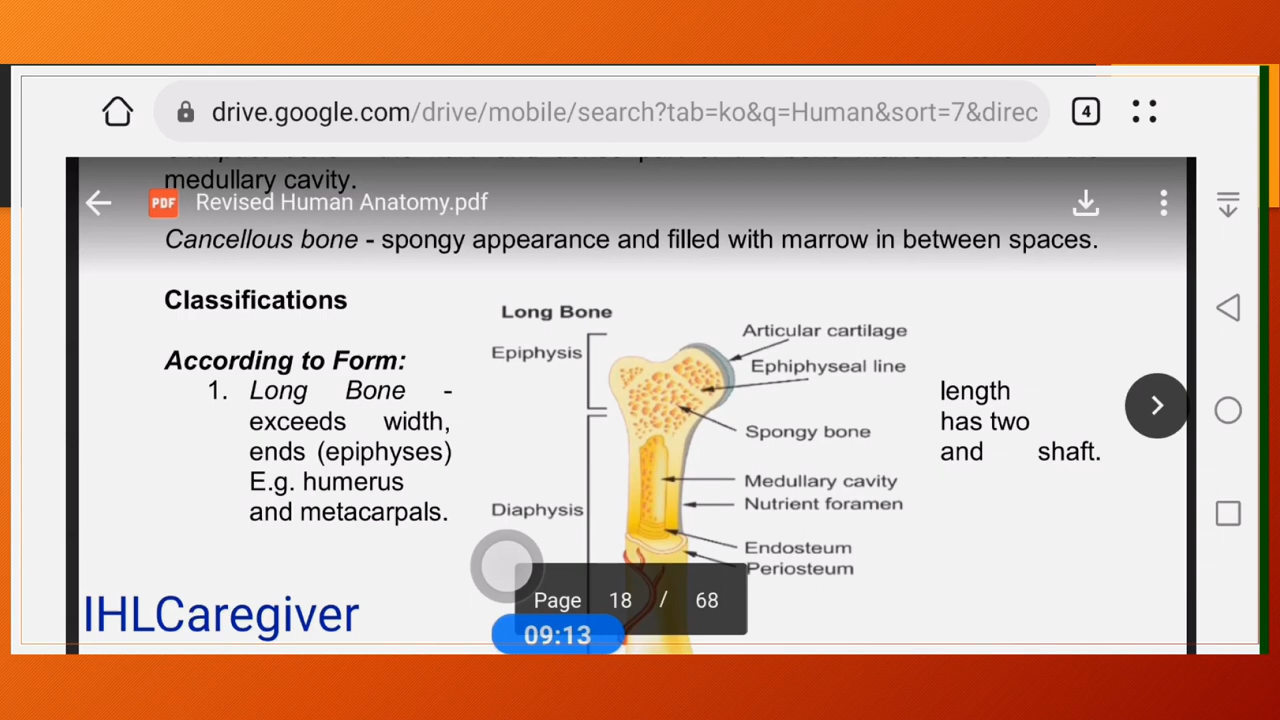 drive.google.com/drive/mobile/search?tab=ko&q=Human&sort=7&direc
4
medullary cavity.
PDF Revised Human Anatomy.pdf
Cancellous bone - spongy appearance and filled with marrow in between spaces.
Classifications
Long Bone
Articular cartilage
Epiphysis
Ephiphyseal line
According to Form:
1. Long Bone - length
exceeds width, has two
Spongy bone
ends (epiphyses) and shaft.
E.g. humerus
Medullary cavity
Nutrient foramen
and metacarpals.
Diaphysis
Endosteum
Periosteum
Page 18 / 68
IHLCaregiver
09:13